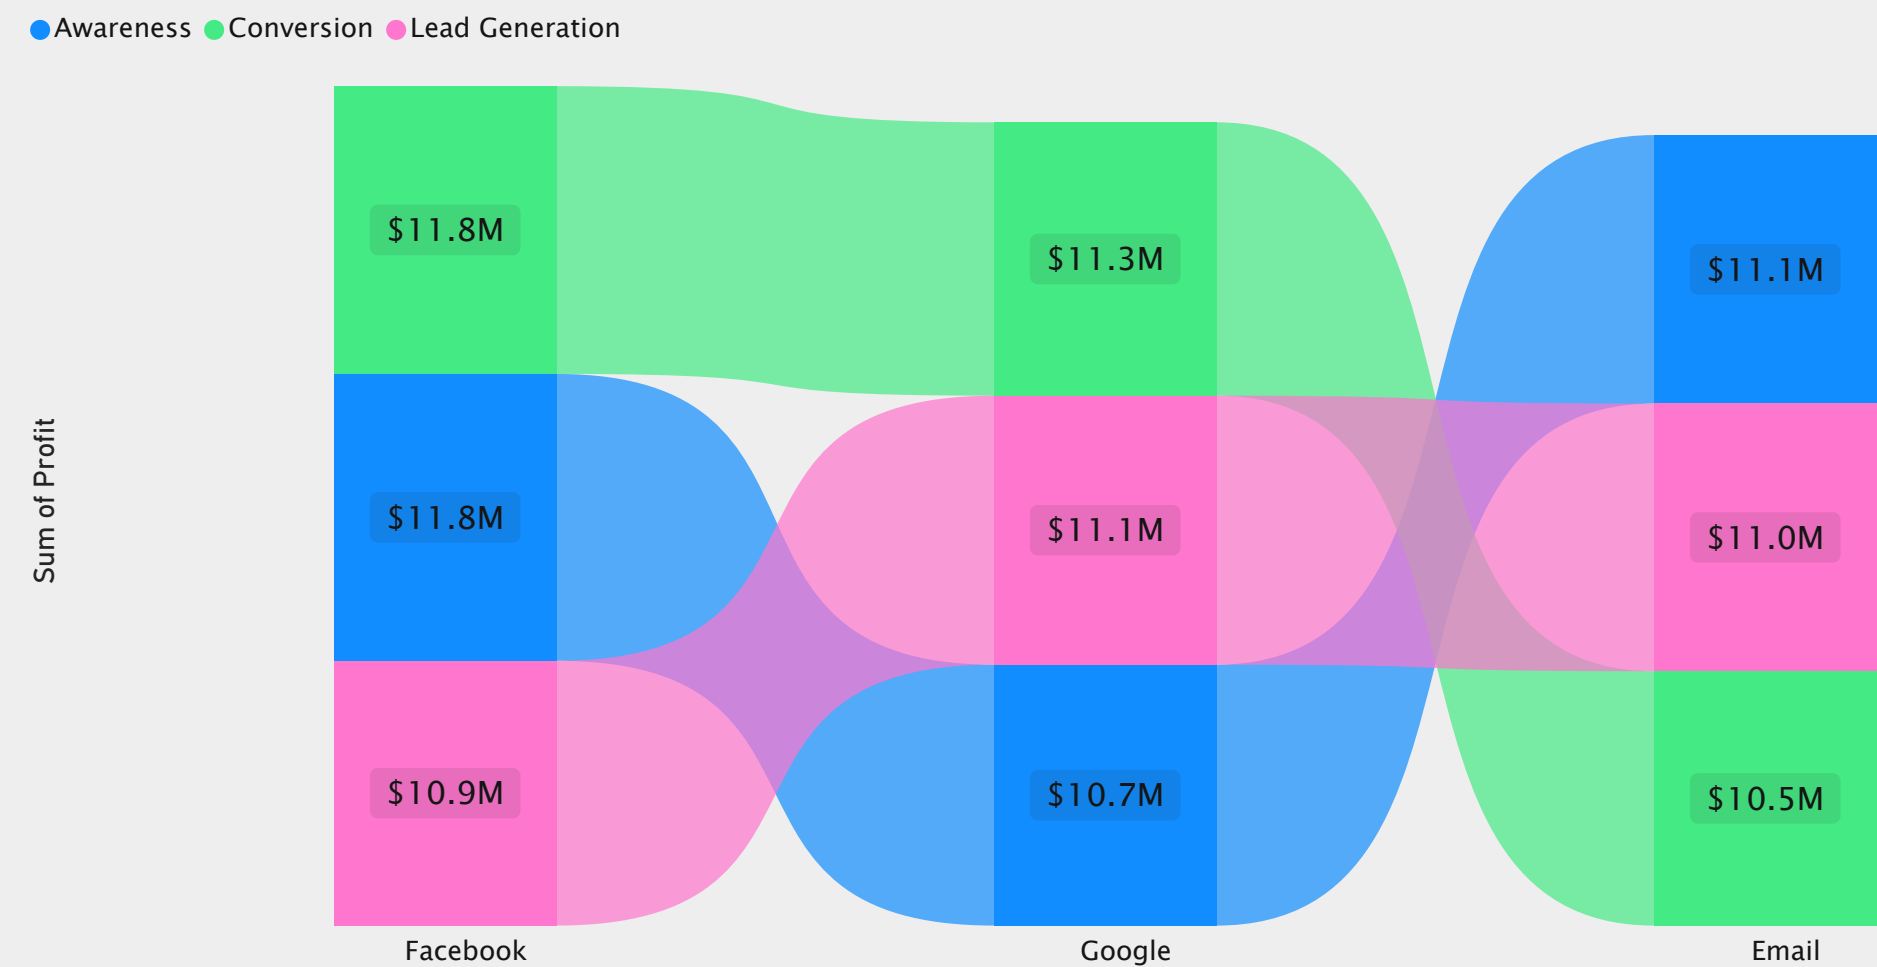 Awareness Conversion Lead Generation
Sum of Profit
$11.8M
$11.8M
$10.9M
$11.3M
$11.1M
$10.7M
$11.1M
$11.0M
$10.5M
Facebook Google Email